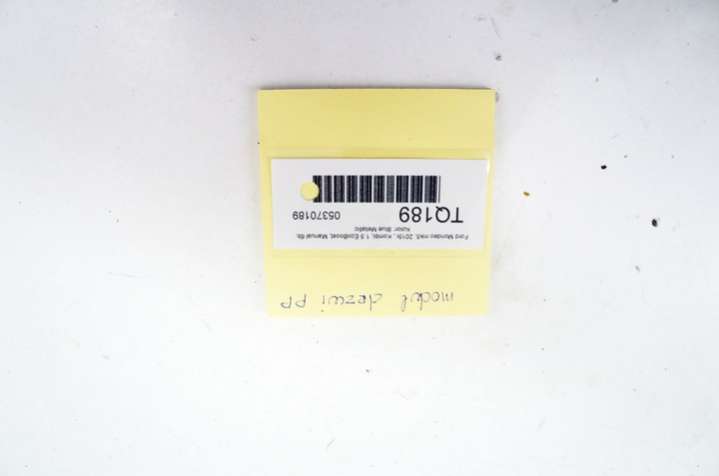 moduł drzwi PP
Ford Mondeo mk5, 2015r., Kombi, 1.5 EcoBoost, Manual 6b,
Kolor: Blue Metallic
TQ189 05370189